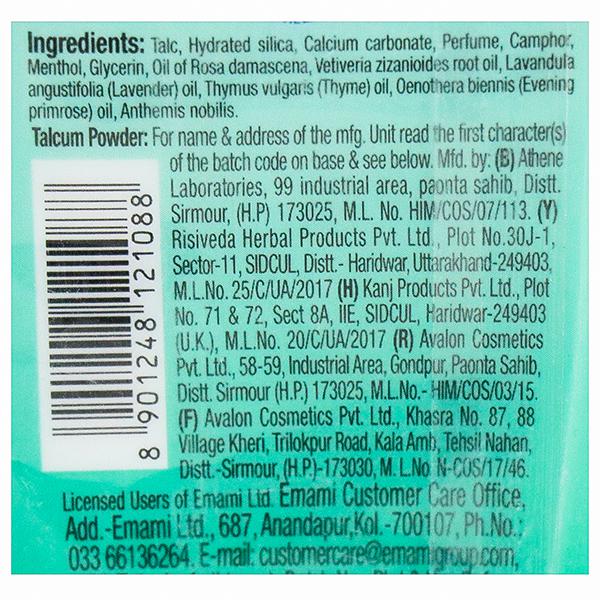 Ingredients: Talc, Hydrated silica, Calcium carbonate, Perfume, Camphor,
Menthol, Glycerin, Oil of Rosa damascena, Vetiveria zizanioides root oil, Lavandula
angustifolia (Lavender) oil, Thymus vulgaris (Thyme) oil, Oenothera biennis (Evening
primrose) oil, Anthemis nobilis.
Talcum Powder: For name & address of the mfg. Unit read the first character(s)
of the batch code on base & see below. Mfd. by: (B) Athene
Laboratories, 99 industrial area, paonta sahib, Distt.
Sirmour, (H.P) 173025, M.L. No. HIM/COS/07/113. (Y)
Risiveda Herbal Products Pvt. Ltd., Plot No.30J-1,
Sector-11, SIDCUL, Distt.- Haridwar, Uttarakhand-249403,
M.L.No. 25/C/UA/2017 (H) Kanj Products Pvt. Ltd., Plot
No. 71 & 72, Sect 8A, IIE, SIDCUL, Haridwar-249403
(U.K.), M.L.No. 20/C/UA/2017 (R) Avalon Cosmetics
Pvt. Ltd., 58-59, Industrial Area, Gondpur, Paonta Sahib,
Distt. Sirmour (H.P.) 173025, M.L.No.- HIM/COS/03/15.
(F) Avalon Cosmetics Pvt. Ltd., Khasra No. 87, 88
Village Kheri, Trilokpur Road, Kala Amb, Tehsil Nahan,
Distt.-Sirmour, (H.P.)-173030, M.L.No N-COS/17/46.
8 901248 121088
Licensed Users of Emami Ltd. Emami Customer Care Office,
Add.-Emami Ltd., 687, Anandapur,Kol.-700107, Ph.No.:
033 66136264. E-mail: customercare@emamigroup.com,